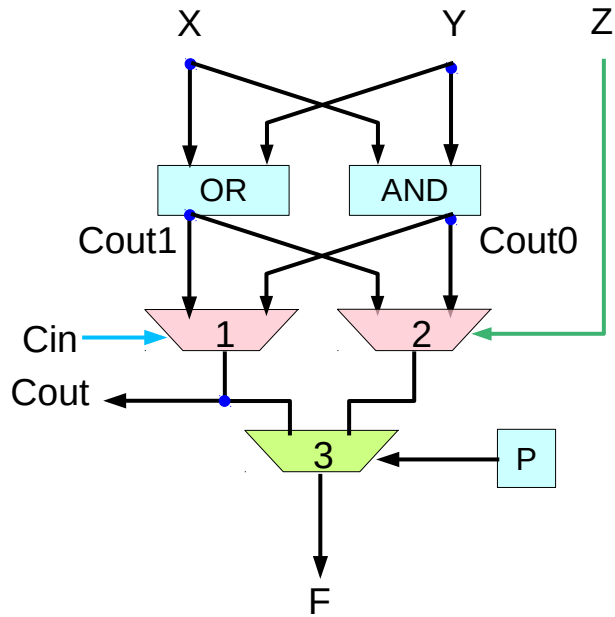 X Y Z
OR AND
Cout1 Cout0
Cin 1 2
Cout
3 P
F